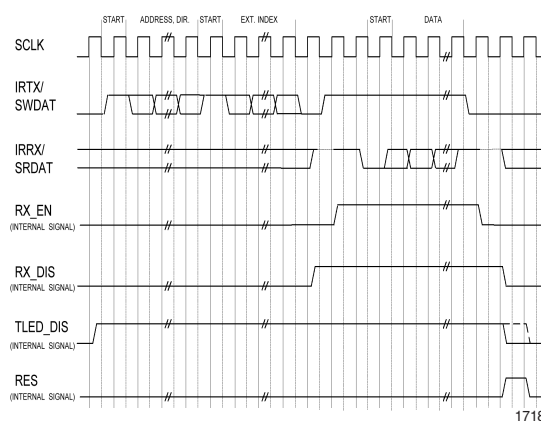 START ADDRESS, DIR. START EXT. INDEX START DATA
SCLK
IRTX/
SWDAT
IRRX/
SRDAT
RX_EN
(INTERNAL SIGNAL)
RX_DIS
(INTERNAL SIGNAL)
TLED_DIS
(INTERNAL SIGNAL)
RES
(INTERNAL SIGNAL)
1718